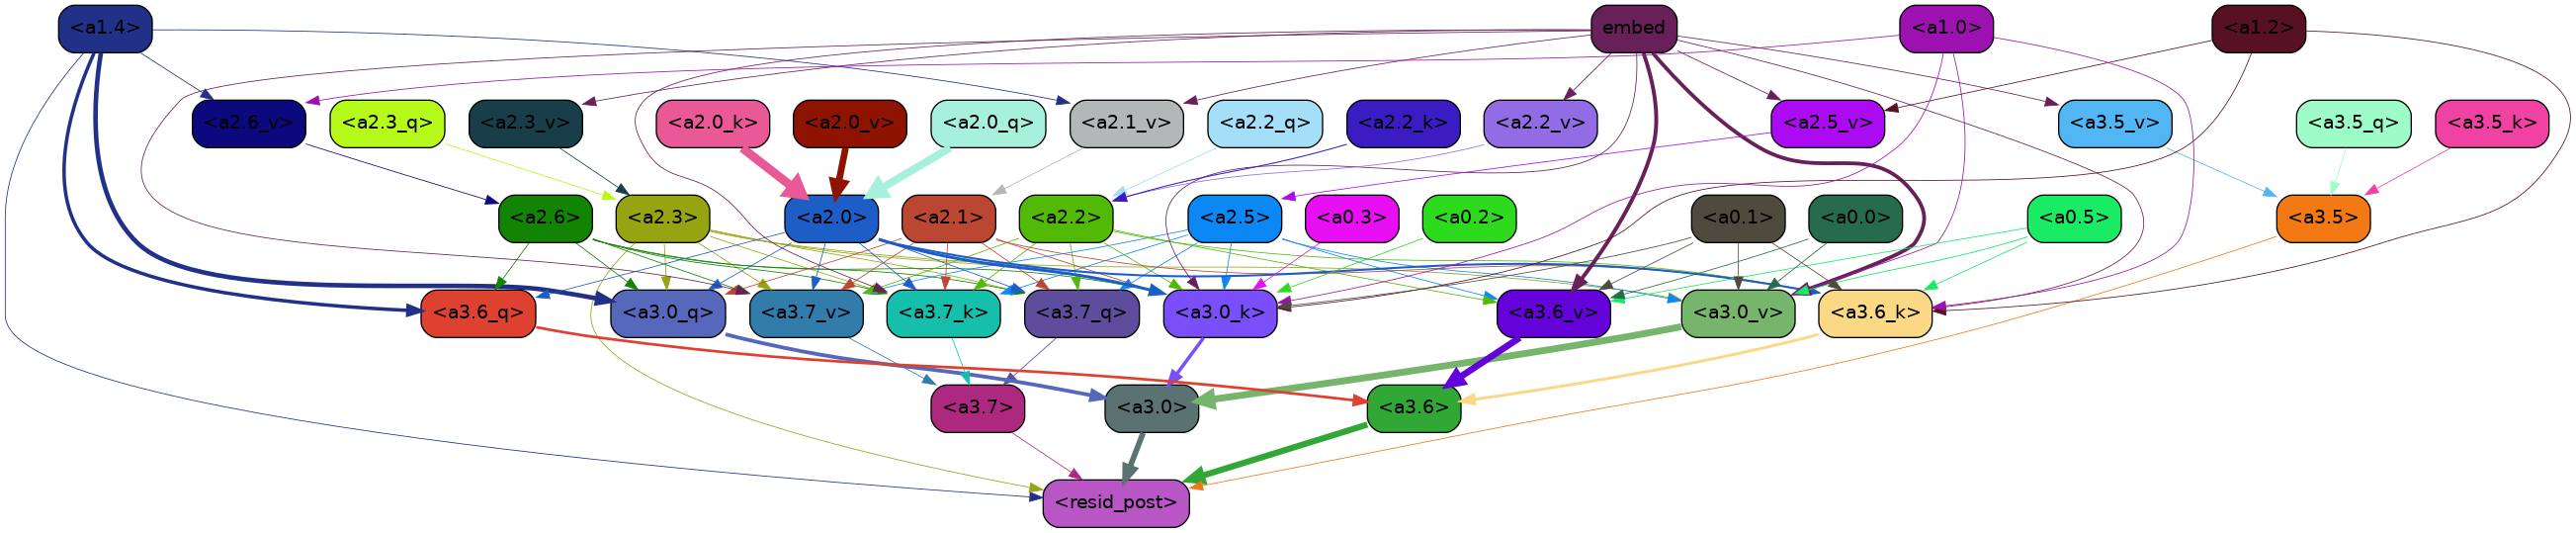 <a1.4>
embed
<a1.0>
<a1.2>
<a2.6_v>
<a2.3_q>
<a2.3_v>
<a2.0_k>
<a2.0_v>
<a2.0_q>
<a2.1_v>
<a2.2_q>
<a2.2_k>
<a2.2_v>
<a2.5_v>
<a3.5_v>
<a3.5_q>
<a3.5_k>
<a2.6>
<a2.3>
<a2.0>
<a2.1>
<a2.2>
<a2.5>
<a0.3>
<a0.2>
<a0.1>
<a0.0>
<a0.5>
<a3.5>
<a3.6_q>
<a3.0_q>
<a3.7_v>
<a3.7_k>
<a3.7_q>
<a3.0_k>
<a3.6_v>
<a3.0_v>
<a3.6_k>
<a3.7>
<a3.0>
<a3.6>
<resid_post>